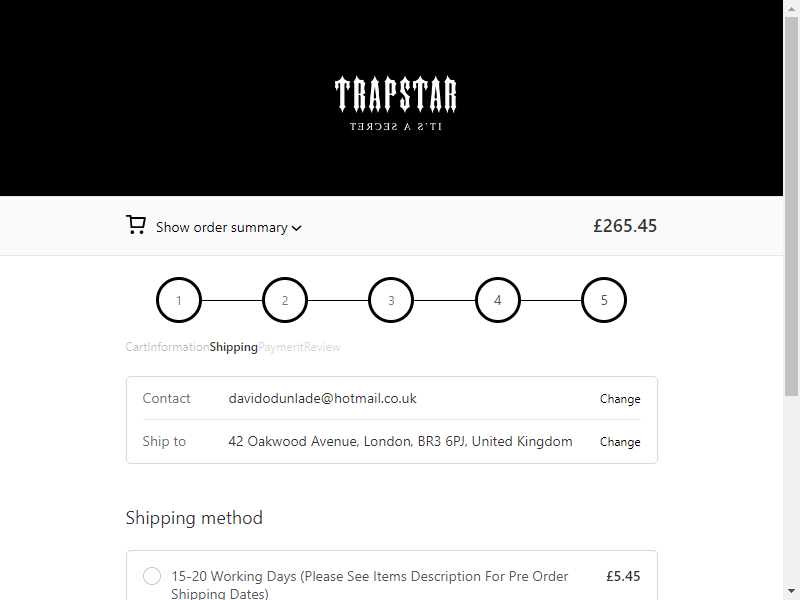 TRAPSTAR
IT'S A SECRET
Show order summary
£265.45
1 2 3 4 5
CartInformationShippingPaymentReview
Contact davidodunlade@hotmail.co.uk Change
Ship to 42 Oakwood Avenue, London, BR3 6PJ, United Kingdom Change
Shipping method
15-20 Working Days (Please See Items Description For Pre Order £5.45
Shipping Dates)